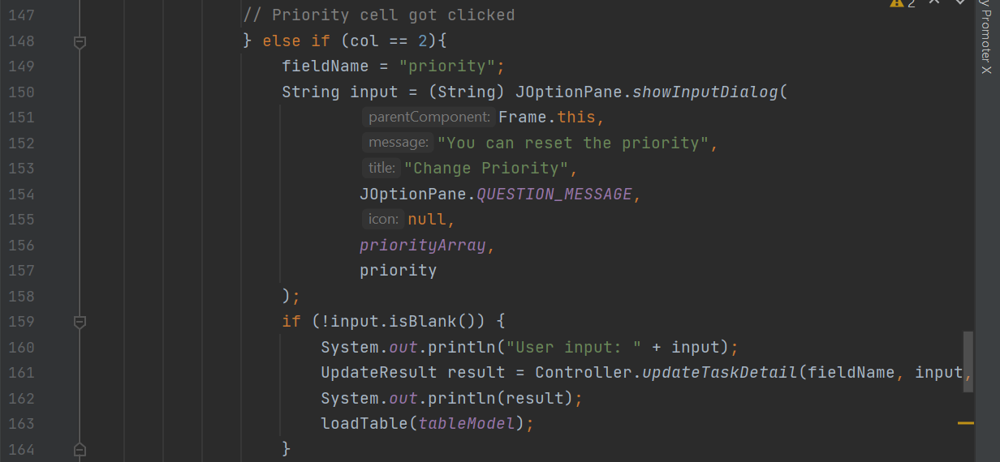 147 // Priority cell got clicked
148 } else if (col == 2){
149 fieldName = "priority";
150 String input = (String) JOptionPane.showInputDialog(
151 parentComponent: Frame.this,
152 message: "You can reset the priority",
153 title: "Change Priority",
154 JOptionPane.QUESTION_MESSAGE,
155 icon: null,
156 priorityArray,
157 priority
158 );
159 if (!input.isBlank()) {
160 System.out.println("User input: " + input);
161 UpdateResult result = Controller.updateTaskDetail(fieldName, input,
162 System.out.println(result);
163 loadTable(tableModel);
164 }
2
y Promoter X